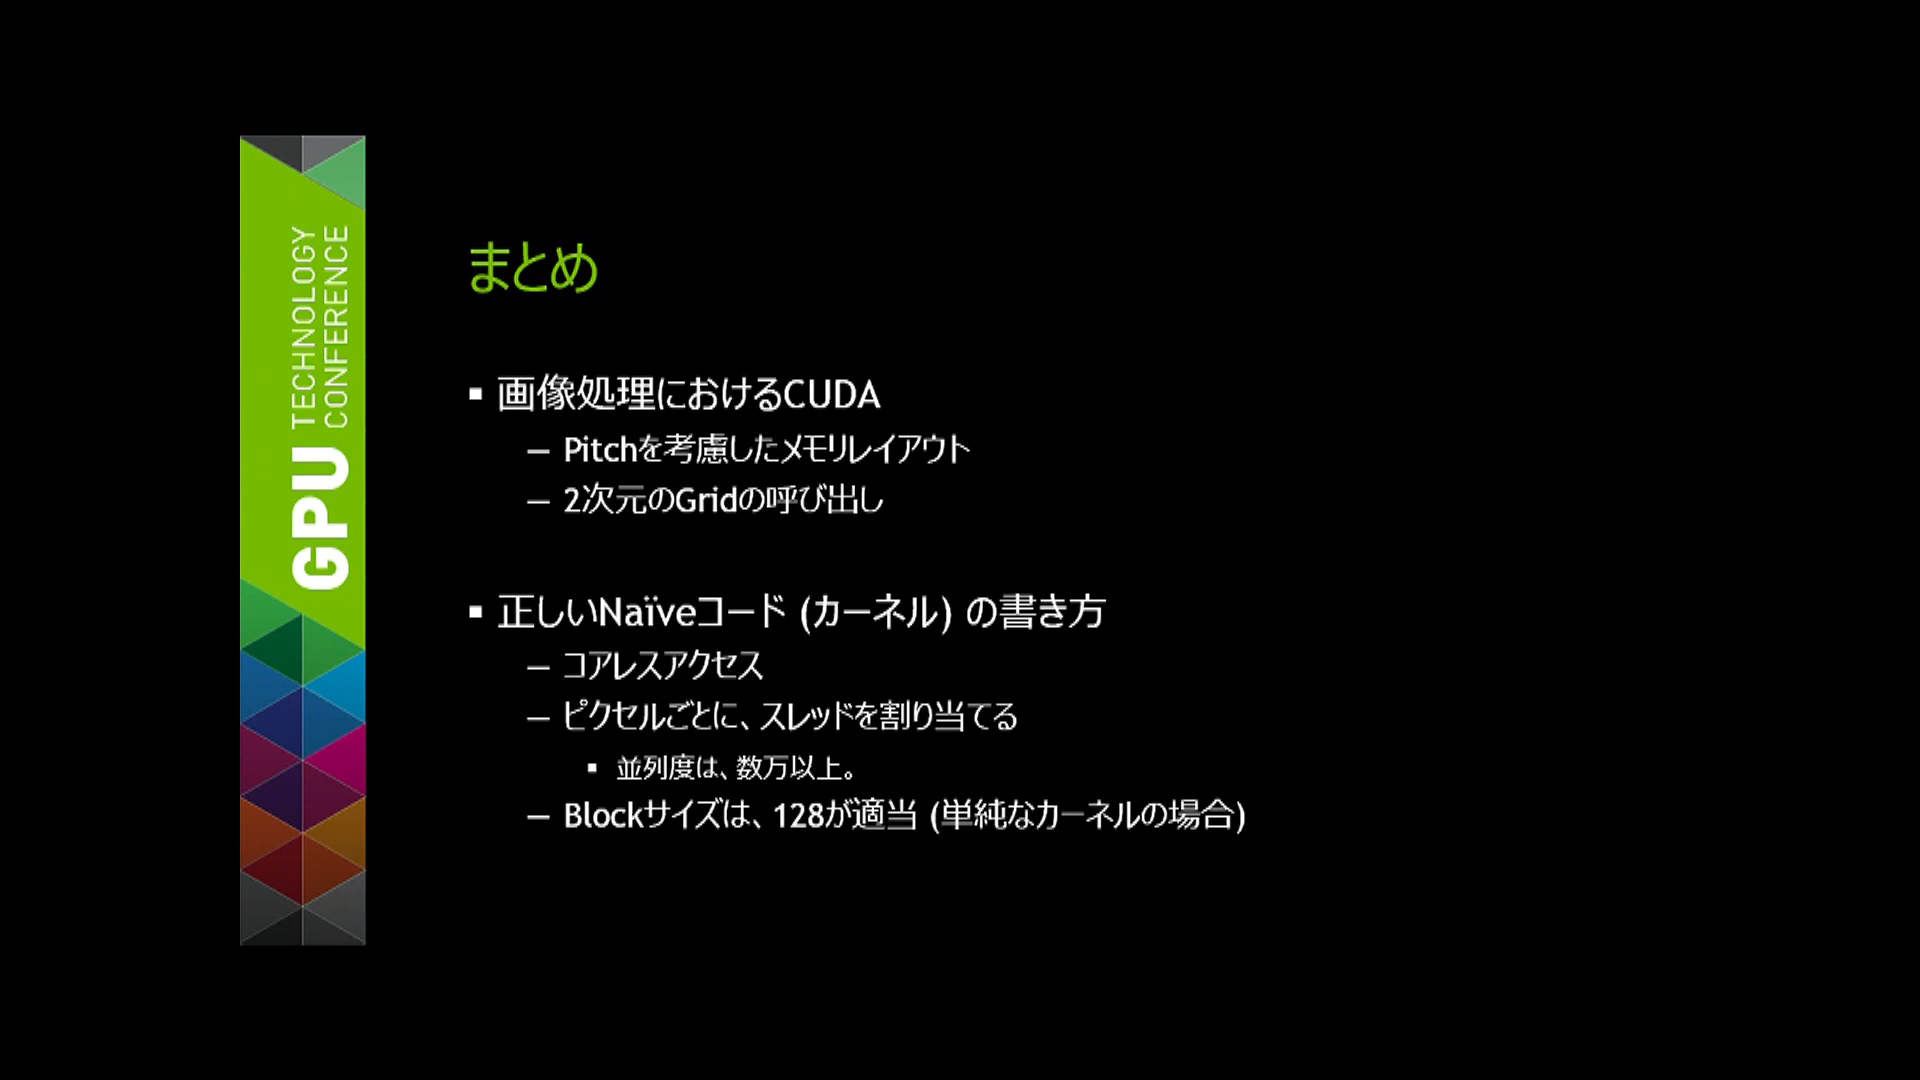 GPU TECHNOLOGY
CONFERENCE
まとめ
▪ 画像処理におけるCUDA
– Pitchを考慮したメモリレイアウト
– 2次元のGridの呼び出し
▪ 正しいNaïveコード (カーネル) の書き方
– コアレスアクセス
– ピクセルごとに、スレッドを割り当てる
▪ 並列度は、数万以上。
– Blockサイズは、128が適当 (単純なカーネルの場合)